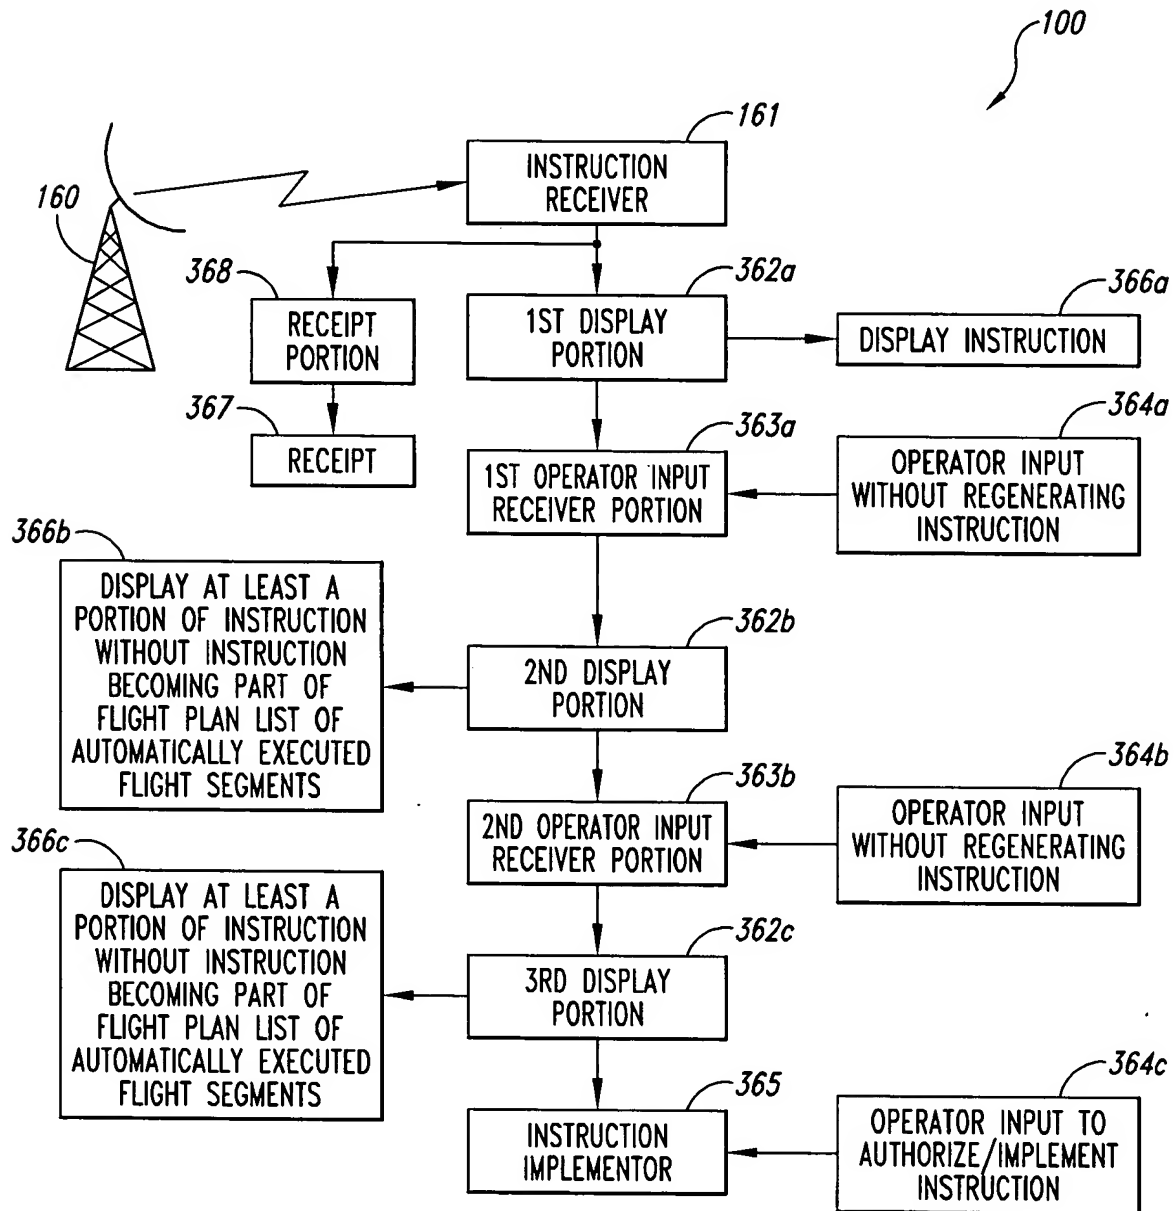 100
161
INSTRUCTION
RECEIVER
160
368
RECEIPT
PORTION
362a
1ST DISPLAY
PORTION
366a
DISPLAY INSTRUCTION
367
RECEIPT
363a
1ST OPERATOR INPUT
RECEIVER PORTION
364a
OPERATOR INPUT
WITHOUT REGENERATING
INSTRUCTION
366b
DISPLAY AT LEAST A
PORTION OF INSTRUCTION
WITHOUT INSTRUCTION
BECOMING PART OF
FLIGHT PLAN LIST OF
AUTOMATICALLY EXECUTED
FLIGHT SEGMENTS
362b
2ND DISPLAY
PORTION
363b
2ND OPERATOR INPUT
RECEIVER PORTION
364b
OPERATOR INPUT
WITHOUT REGENERATING
INSTRUCTION
366c
DISPLAY AT LEAST A
PORTION OF INSTRUCTION
WITHOUT INSTRUCTION
BECOMING PART OF
FLIGHT PLAN LIST OF
AUTOMATICALLY EXECUTED
FLIGHT SEGMENTS
362c
3RD DISPLAY
PORTION
365
INSTRUCTION
IMPLEMENTOR
364c
OPERATOR INPUT TO
AUTHORIZE/IMPLEMENT
INSTRUCTION